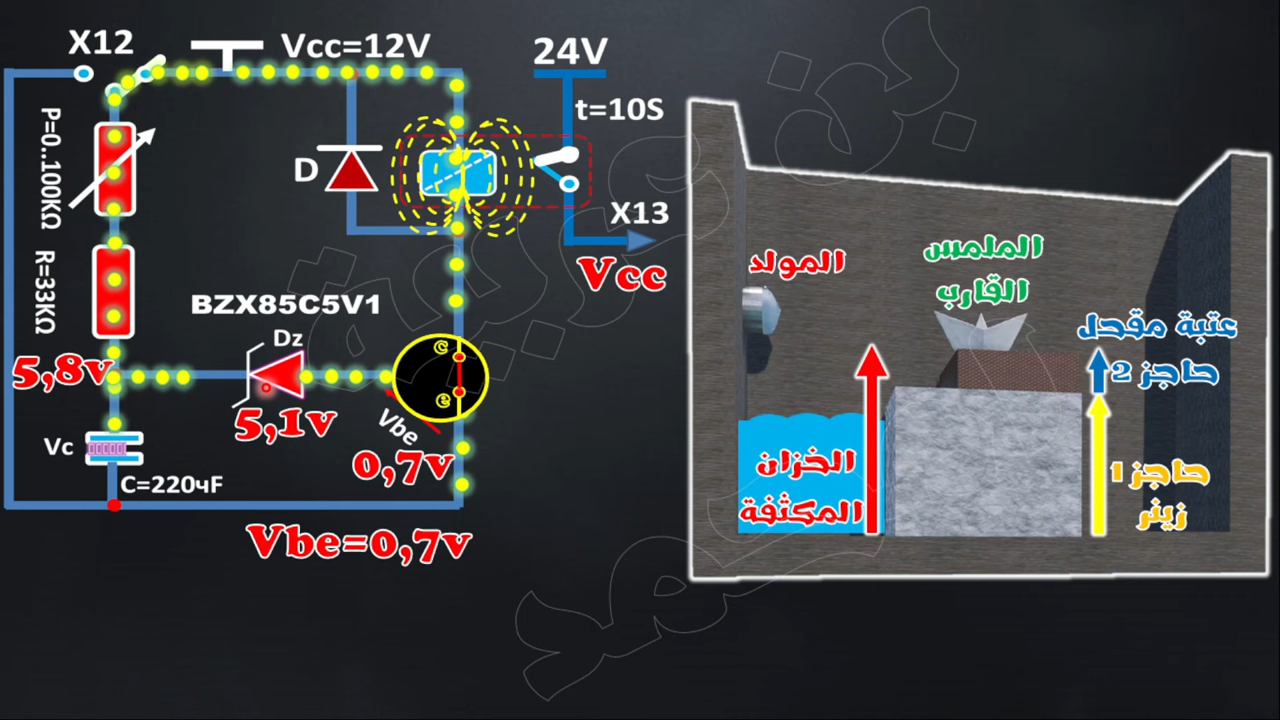 X12
Vcc=12V
24V
t=10S
P=0..100KΩ
D
X13
Vcc
R=33KΩ
BZX85C5V1
Dz
c
e
5,8v
5,1v
Vbe
0,7v
Vc
C=220чF
Vbe=0,7v
المولد
الملمس
القارب
عتبة مقحل
حاجز 2
حاجز 1
زينر
الخزان
المكثفة